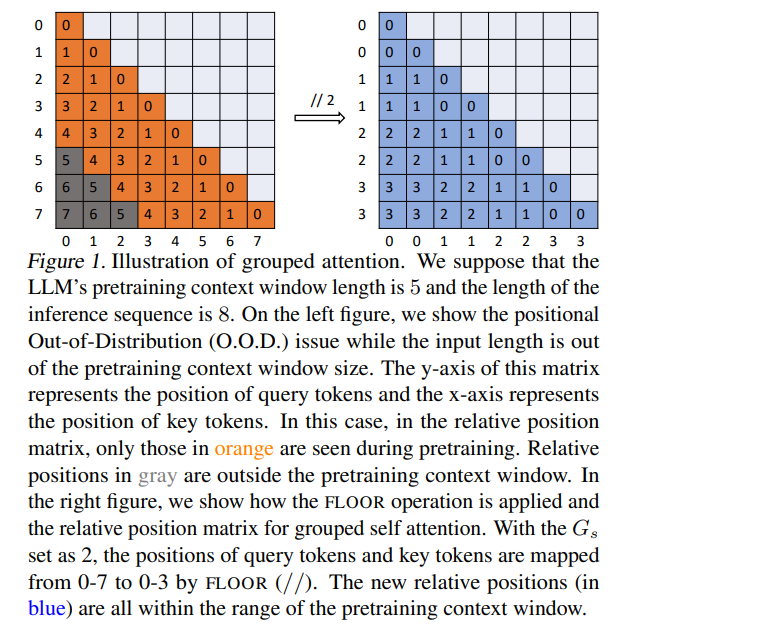 0 0 0 0
1 1 0 0 0 0
2 2 1 0 1 1 1 0
3 3 2 1 0 // 2 1 1 1 0 0
4 4 3 2 1 0 2 2 2 1 1 0
5 5 4 3 2 1 0 2 2 2 1 1 0 0
6 6 5 4 3 2 1 0 3 3 3 2 2 1 1 0
7 7 6 5 4 3 2 1 0 3 3 3 2 2 1 1 0 0
0 1 2 3 4 5 6 7 0 0 1 1 2 2 3 3
Figure 1. Illustration of grouped attention. We suppose that the
LLM's pretraining context window length is 5 and the length of the
inference sequence is 8. On the left figure, we show the positional
Out-of-Distribution (O.O.D.) issue while the input length is out
of the pretraining context window size. The y-axis of this matrix
represents the position of query tokens and the x-axis represents
the position of key tokens. In this case, in the relative position
matrix, only those in orange are seen during pretraining. Relative
positions in gray are outside the pretraining context window. In
the right figure, we show how the FLOOR operation is applied and
the relative position matrix for grouped self attention. With the Gs
set as 2, the positions of query tokens and key tokens are mapped
from 0-7 to 0-3 by FLOOR (//). The new relative positions (in
blue) are all within the range of the pretraining context window.